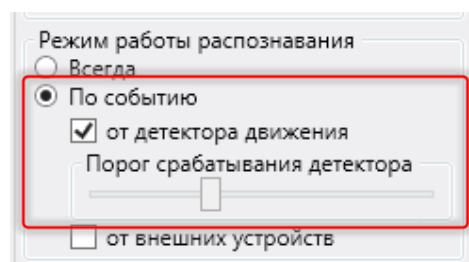 Режим работы распознавания
Всегда
По событию
от детектора движения
Порог срабатывания детектора
от внешних устройств